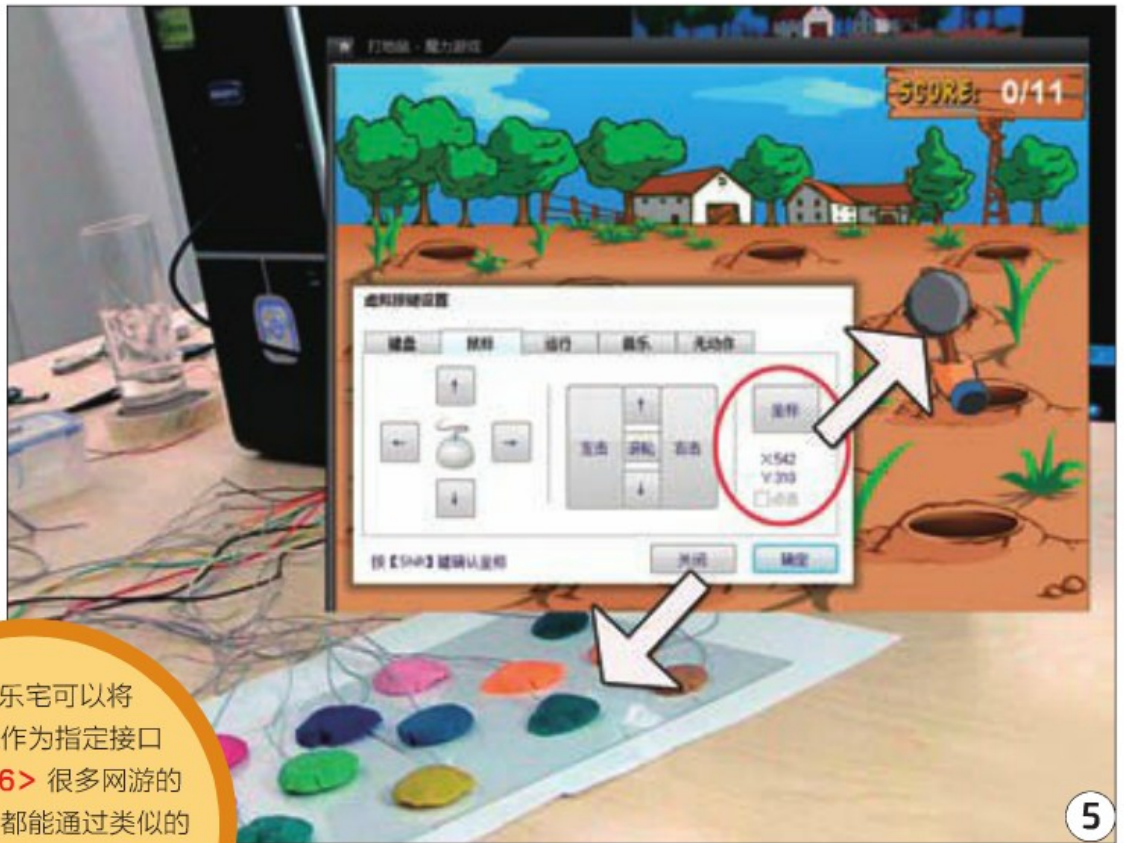 打地鼠 - 魔力游戏
SCORE: 0/11
虚拟按键设置
键盘 鼠标 运行 音乐 无动作
↑
← →
↓
左击 ↑ 滚轮 ↓ 右击
坐标
X:542
Y:310
按【Shift】键确认坐标
关闭 确定
乐宅可以将
作为指定接口
6> 很多网游的
都能通过类似的
5